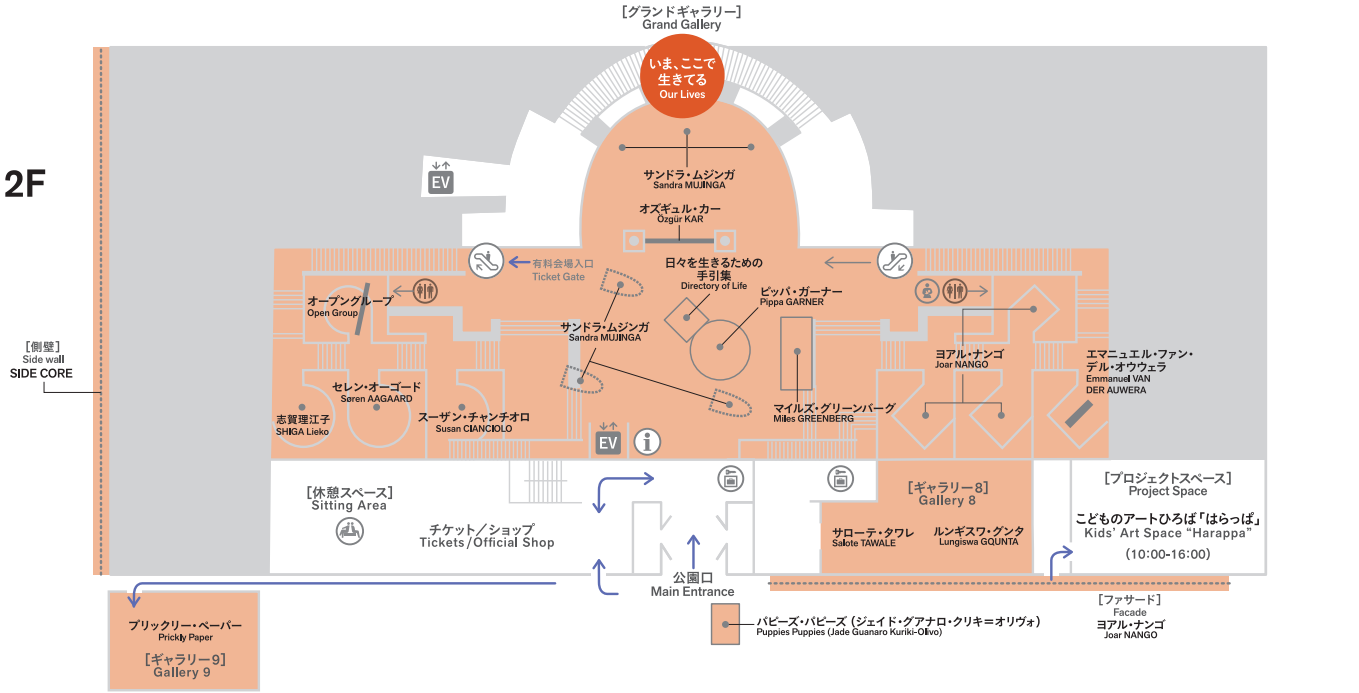 [グランドギャラリー]
Grand Gallery
いま、ここで
生きてる
Our Lives
2F
サンドラ・ムジンガ
Sandra MUJINGA
EV
オズギュル・カー
Özgür KAR
有料会場入口
Ticket Gate
日々を生きるための
手引集
Directory of Life
ピッパ・ガーナー
Pippa GARNER
オープングループ
Open Group
サンドラ・ムジンガ
Sandra MUJINGA
[側壁]
Side wall
SIDE CORE
ヨアル・ナンゴ
Joar NANGO
エマニュエル・ファン・
デル・オウウェラ
Emmanuel VAN
DER AUWERA
セレン・オーゴード
Søren AAGAARD
志賀理江子
SHIGA Lieko
スーザン・チャンチオロ
Susan CIANCIOLO
マイルズ・グリーンバーグ
Miles GREENBERG
EV
i
[休憩スペース]
Sitting Area
チケット/ショップ
Tickets/Official Shop
[ギャラリー8]
Gallery 8
サローテ・タワレ
Salote TAWALE
ルンギスワ・グンタ
Lungiswa GQUNTA
[プロジェクトスペース]
Project Space
こどものアートひろば「はらっぱ」
Kids' Art Space “Harappa”
(10:00-16:00)
公園口
Main Entrance
[ファサード]
Facade
ヨアル・ナンゴ
Joar NANGO
パピーズ・パピーズ (ジェイド・グアナロ・クリキ=オリヴォ)
Puppies Puppies (Jade Guanaro Kuriki-Olivo)
プリックリー・ペーパー
Prickly Paper
[ギャラリー9]
Gallery 9